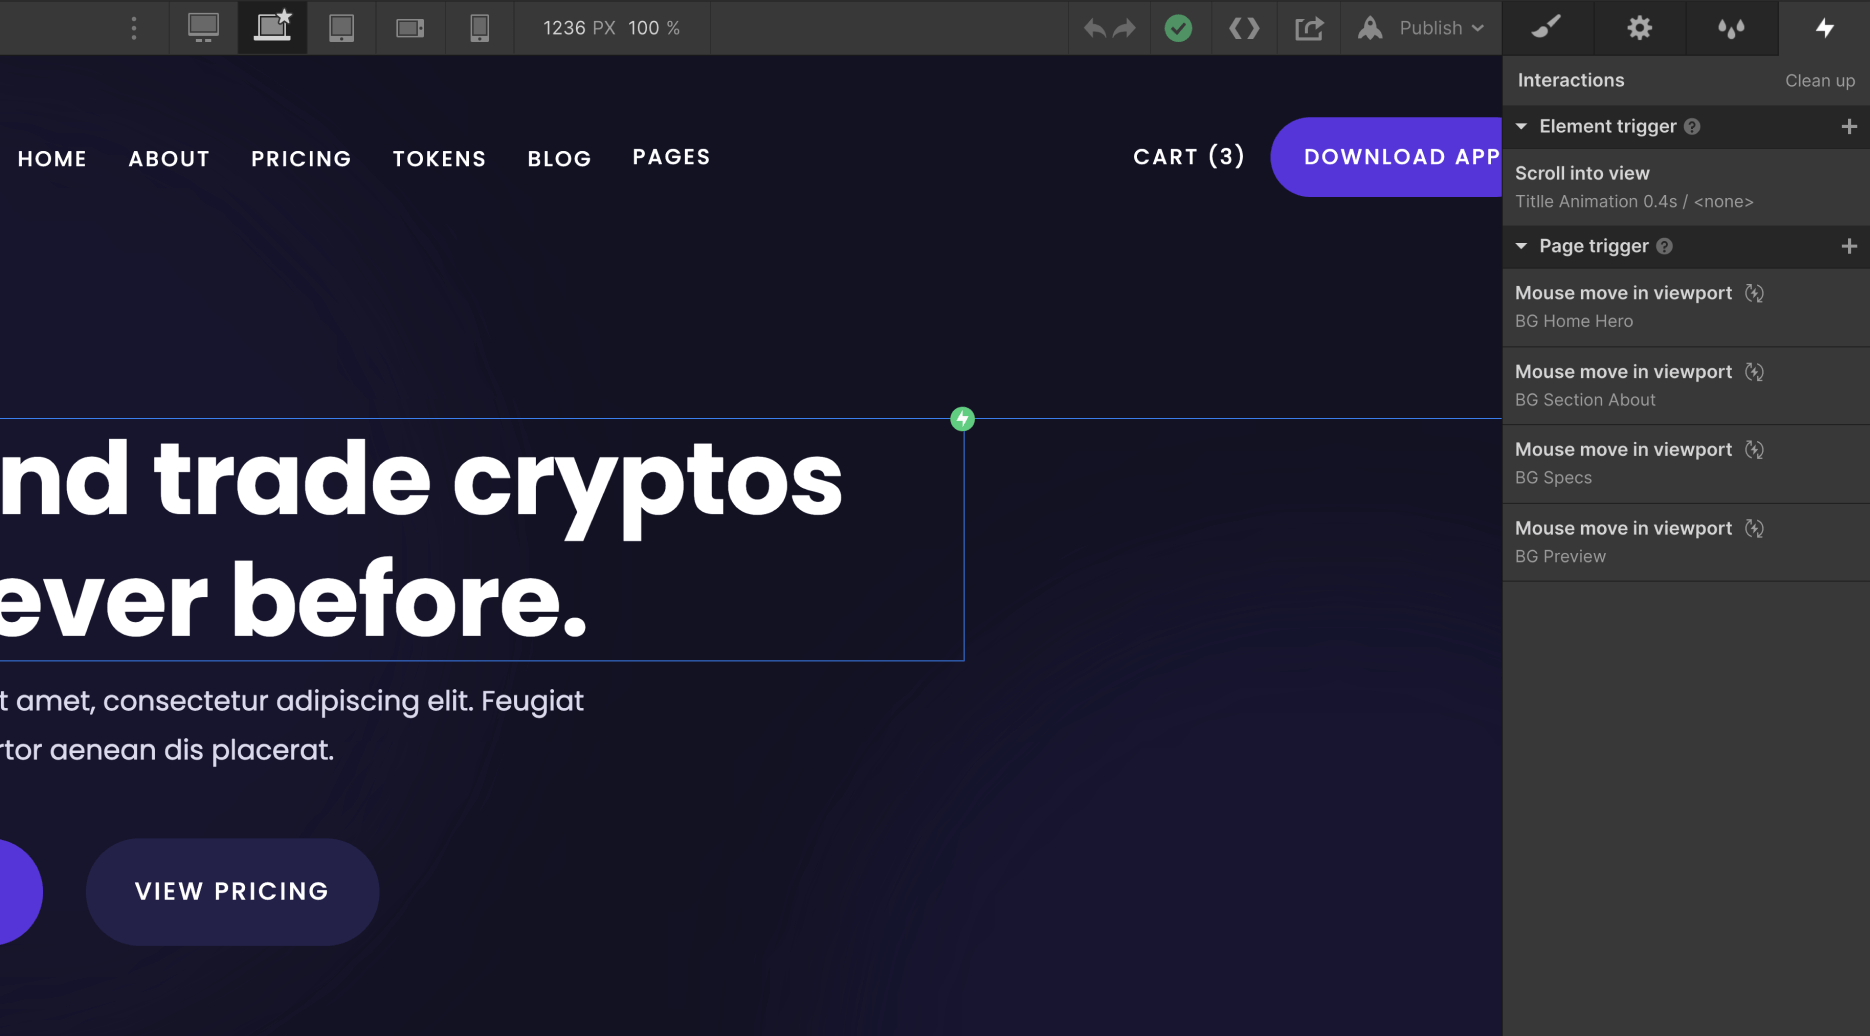 1236 PX 100 %
Publish
Interactions
Clean up
Element trigger ?
Scroll into view
Titlle Animation 0.4s / <none>
Page trigger ?
Mouse move in viewport
BG Home Hero
Mouse move in viewport
BG Section About
Mouse move in viewport
BG Specs
Mouse move in viewport
BG Preview
HOME
ABOUT
PRICING
TOKENS
BLOG
PAGES
CART (3)
DOWNLOAD APP
nd trade cryptos
ever before.
t amet, consectetur adipiscing elit. Feugiat
rtor aenean dis placerat.
VIEW PRICING